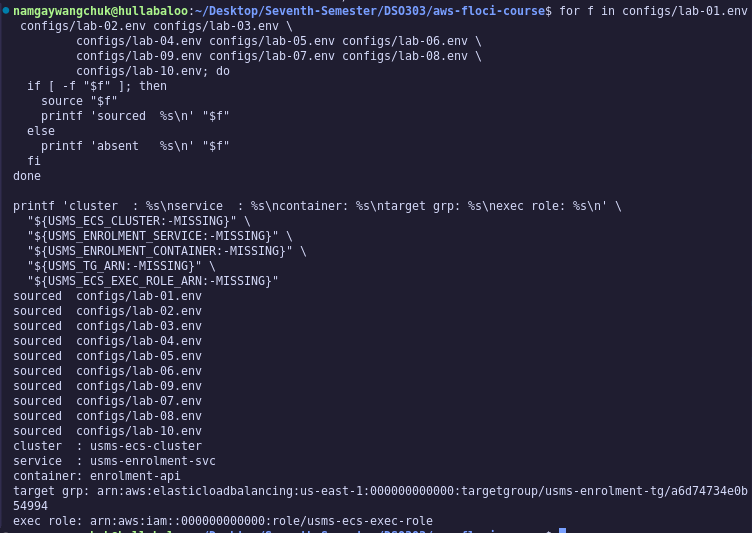 namgaywangchuk@hullabaloo:~/Desktop/Seventh-Semester/DSO303/aws-floci-course$ for f in configs/lab-01.env
 configs/lab-02.env configs/lab-03.env \
         configs/lab-04.env configs/lab-05.env configs/lab-06.env \
         configs/lab-09.env configs/lab-07.env configs/lab-08.env \
         configs/lab-10.env; do
  if [ -f "$f" ]; then
    source "$f"
    printf 'sourced  %s\n' "$f"
  else
    printf 'absent   %s\n' "$f"
  fi
done

printf 'cluster  : %s\nservice  : %s\ncontainer: %s\ntarget grp: %s\nexec role: %s\n' \
  "${USMS_ECS_CLUSTER:-MISSING}" \
  "${USMS_ENROLMENT_SERVICE:-MISSING}" \
  "${USMS_ENROLMENT_CONTAINER:-MISSING}" \
  "${USMS_TG_ARN:-MISSING}" \
  "${USMS_ECS_EXEC_ROLE_ARN:-MISSING}"
sourced  configs/lab-01.env
sourced  configs/lab-02.env
sourced  configs/lab-03.env
sourced  configs/lab-04.env
sourced  configs/lab-05.env
sourced  configs/lab-06.env
sourced  configs/lab-09.env
sourced  configs/lab-07.env
sourced  configs/lab-08.env
sourced  configs/lab-10.env
cluster  : usms-ecs-cluster
service  : usms-enrolment-svc
container: enrolment-api
target grp: arn:aws:elasticloadbalancing:us-east-1:000000000000:targetgroup/usms-enrolment-tg/a6d74734e0b
54994
exec role: arn:aws:iam::000000000000:role/usms-ecs-exec-role